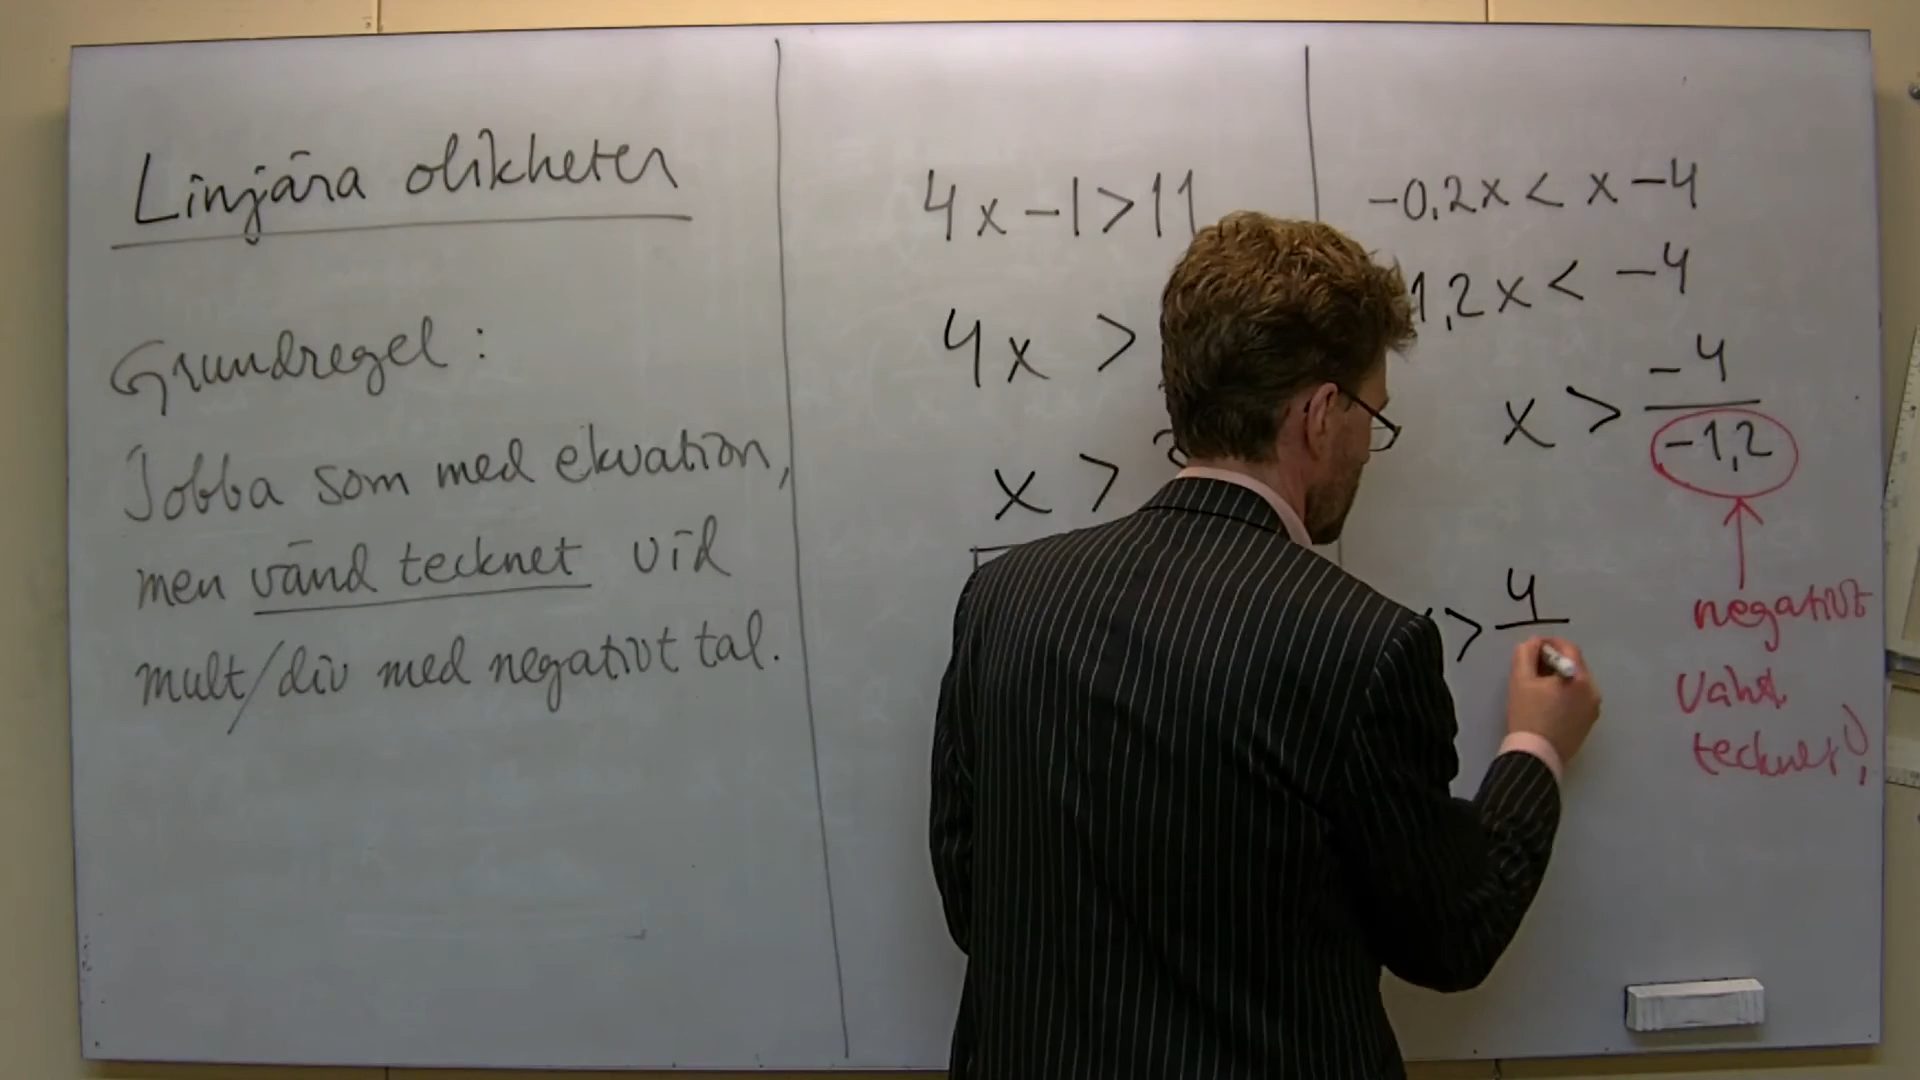 Linjära olikheter
Grundregel:
Jobba som med ekvation,
men vänd tecknet vid
mult/div med negativt tal.
4x-1>11
4x >
x >
-0,2x < x-4
1,2x < -4
x > -4
-1,2
> 4
negativt
Vänd
tecknet!